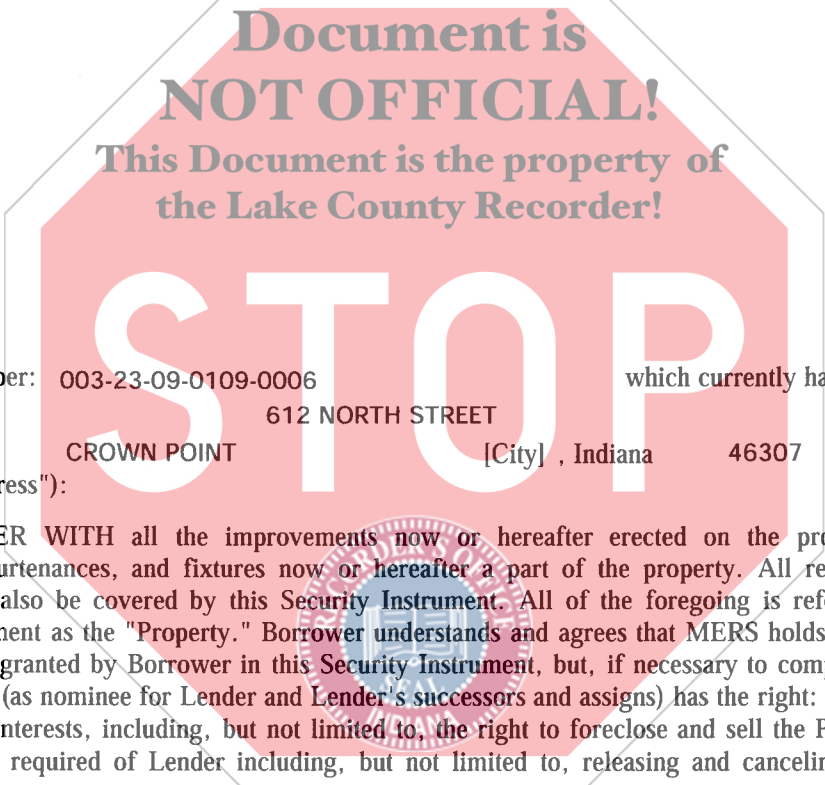 Document is
NOT OFFICIAL!
This Document is the property of
the Lake County Recorder!
STOP
er: 003-23-09-0109-0006 which currently ha
612 NORTH STREET
CROWN POINT [City] , Indiana 46307
ress"):
ER WITH all the improvements now or hereafter erected on the pro
urtenances, and fixtures now or hereafter a part of the property. All re
also be covered by this Security Instrument. All of the foregoing is ref
ment as the "Property." Borrower understands and agrees that MERS holds
granted by Borrower in this Security Instrument, but, if necessary to comp
(as nominee for Lender and Lender's successors and assigns) has the right:
nterests, including, but not limited to, the right to foreclose and sell the P
required of Lender including, but not limited to, releasing and cancelin
RECORDER'S OFFICE
SEAL
INDIANA